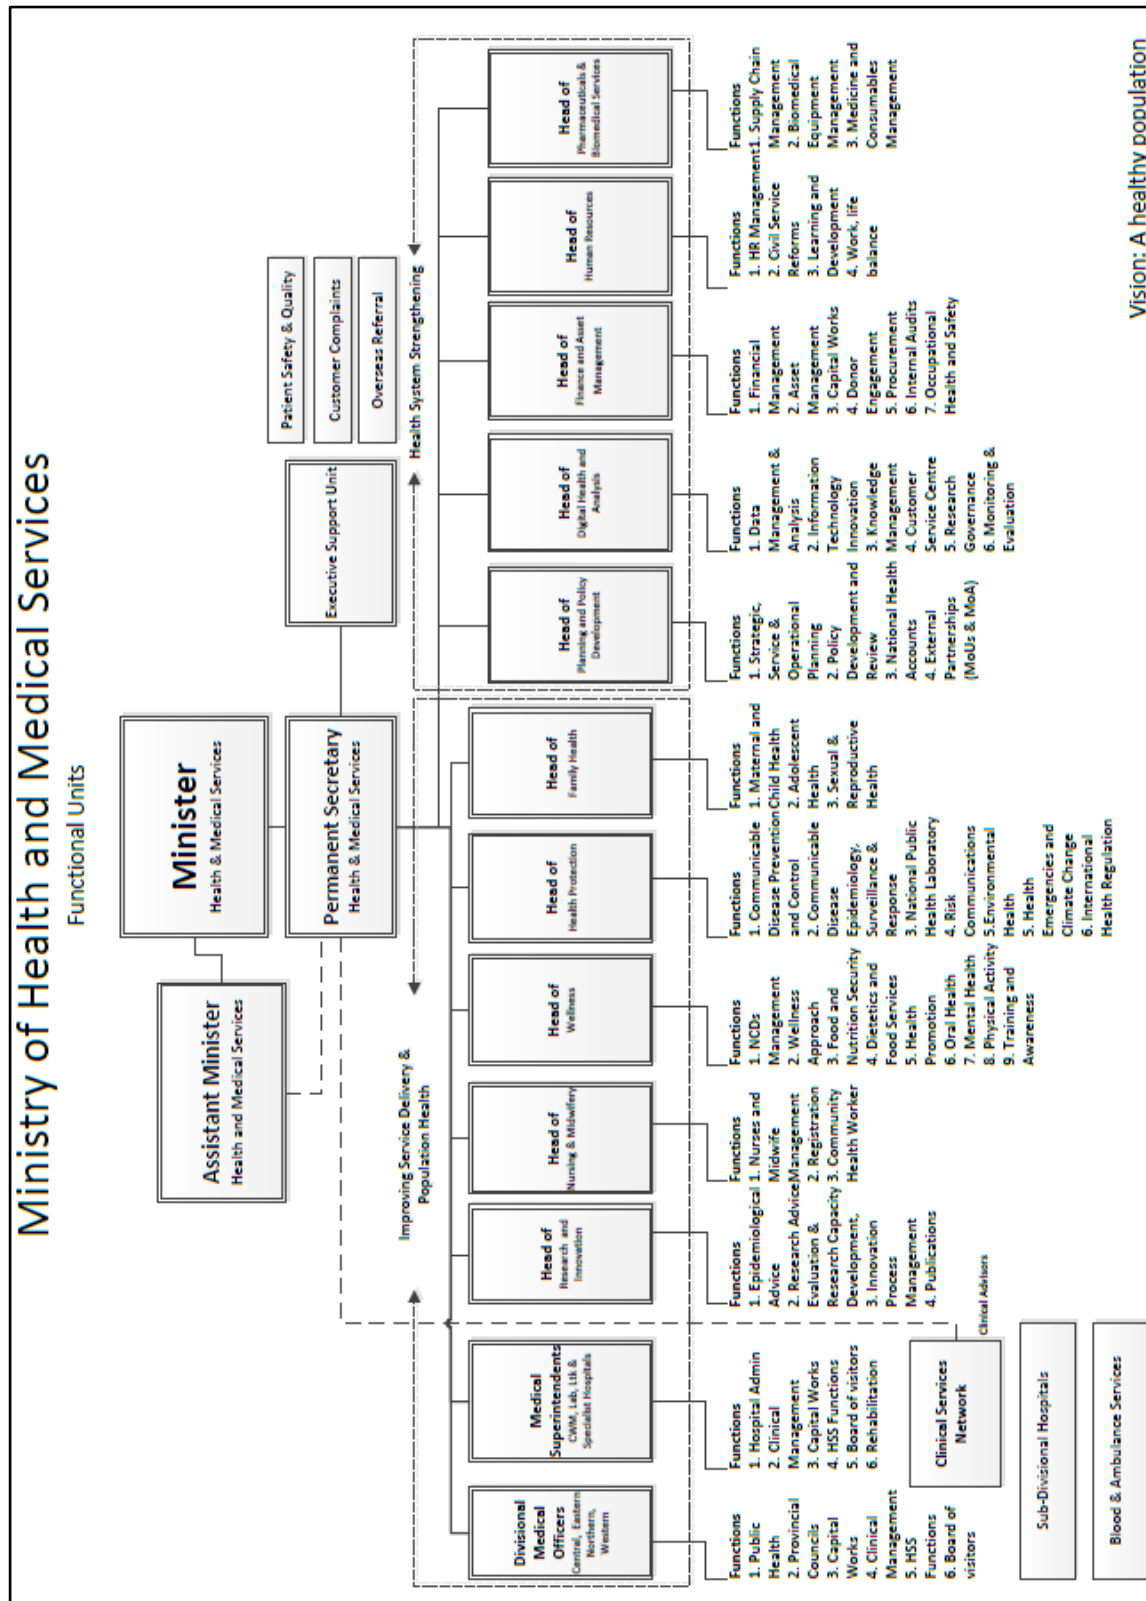 Ministry of Health and Medical Services
Functional Units
Minister
Health & Medical Services
Assistant Minister
Health and Medical Services
Permanent Secretary
Health & Medical Services
Executive Support Unit
Patient Safety & Quality
Customer Complaints
Overseas Referral
Improving Service Delivery &
Population Health
Health System Strengthening
Divisional
Medical
Officers
Central, Eastern
Northern,
Western
Functions
1. Public
Health
2. Provincial
Councils
3. Capital
Works
4. Clinical
Management
5. HSS
Functions
6. Board of
visitors
Medical
Superintendents
CWM, Lab, Ltk &
Specialist Hospitals
Functions
1. Hospital Admin
2. Clinical
Management
3. Capital Works
4. HSS Functions
5. Board of visitors
6. Rehabilitation
Head of
Research and
Innovation
Functions
1. Epidemiological
Advice
2. Research Advice
Evaluation &
Research Capacity
Development,
3. Innovation
Process
Management
4. Publications
Head of
Nursing & Midwifery
Functions
1. Nurses and
Midwife
Management
2. Registration
3. Community
Health Worker
Head of
Wellness
Functions
1. NCDs
Management
2. Wellness
Approach
3. Food and
Nutrition Security
4. Dietetics and
Food Services
5. Health
Promotion
6. Oral Health
7. Mental Health
8. Physical Activity
9. Training and
Awareness
Head of
Health Protection
Functions
1. Communicable
Disease Prevention
and Control
2. Communicable
Disease
Epidemiology,
Surveillance &
Response
3. National Public
Health Laboratory
4. Risk
Communications
5.Environmental
Health
5. Health
Emergencies and
Climate Change
6. International
Health Regulation
Head of
Family Health
Functions
1. Maternal and
Child Health
2. Adolescent
Health
3. Sexual &
Reproductive
Health
Head of
Planning and Policy
Development
Functions
1. Strategic,
Service &
Operational
Planning
2. Policy
Development and
Review
3. National Health
Accounts
4. External
Partnerships
(MoUs & MoA)
Head of
Digital Health and
Analysis
Functions
1. Data
Management &
Analysis
2. Information
Technology
Innovation
3. Knowledge
Management
4. Customer
Service Centre
5. Research
Governance
6. Monitoring &
Evaluation
Head of
Finance and Asset
Management
Functions
1. Financial
Management
2. Asset
Management
3. Capital Works
4. Donor
Engagement
5. Procurement
6. Internal Audits
7. Occupational
Health and Safety
Head of
Human Resources
Functions
1. HR Management
2. Civil Service
Reforms
3. Learning and
Development
4. Work, life
balance
Head of
Pharmaceuticals &
Biomedical Services
Functions
1. Supply Chain
Management
2. Biomedical
Equipment
Management
3. Medicine and
Consumables
Management
Clinical Services
Network
Clinical Advisors
Sub-Divisional Hospitals
Blood & Ambulance Services
Vision: A healthy population